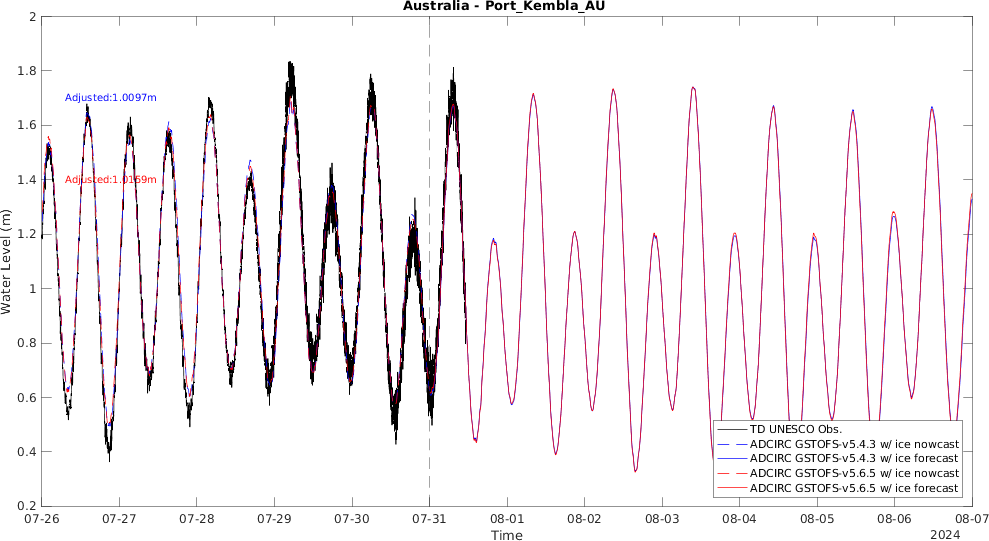 Australia - Port_Kembla_AU
Water Level (m)
2
1.8
1.6
1.4
1.2
1
0.8
0.6
0.4
0.2
Adjusted:1.0097m
Adjusted:1.0169m
TD UNESCO Obs.
ADCIRC GSTOFS-v5.4.3 w/ ice nowcast
ADCIRC GSTOFS-v5.4.3 w/ ice forecast
ADCIRC GSTOFS-v5.6.5 w/ ice nowcast
ADCIRC GSTOFS-v5.6.5 w/ ice forecast
07-26 07-27 07-28 07-29 07-30 07-31 08-01 08-02 08-03 08-04 08-05 08-06 08-07
Time
2024